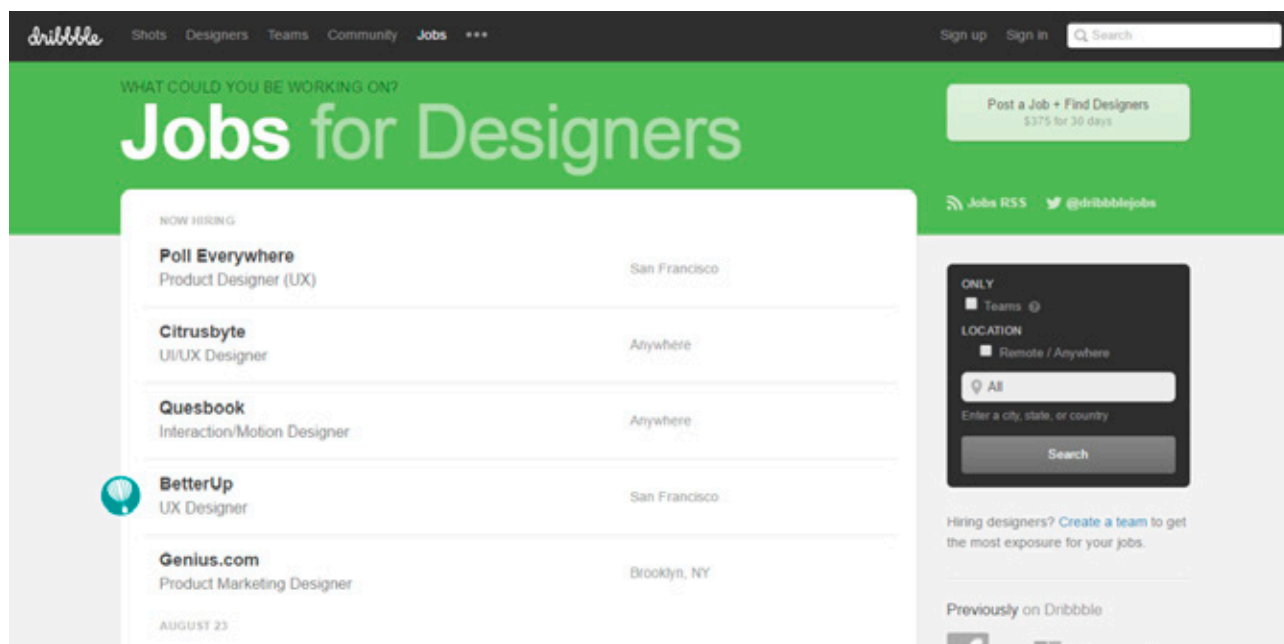 dribbble Shots Designers Teams Community Jobs ••• Sign up Sign in Search
WHAT COULD YOU BE WORKING ON?
Jobs for Designers
Post a Job + Find Designers
$375 for 30 days
Jobs RSS @dribbblejobs
NOW HIRING
Poll Everywhere
Product Designer (UX)
San Francisco
Citrusbyte
UI/UX Designer
Anywhere
Quesbook
Interaction/Motion Designer
Anywhere
BetterUp
UX Designer
San Francisco
Genius.com
Product Marketing Designer
Brooklyn, NY
AUGUST 23
ONLY
Teams ?
LOCATION
Remote / Anywhere
All
Enter a city, state, or country
Search
Hiring designers? Create a team to get
the most exposure for your jobs.
Previously on Dribbble